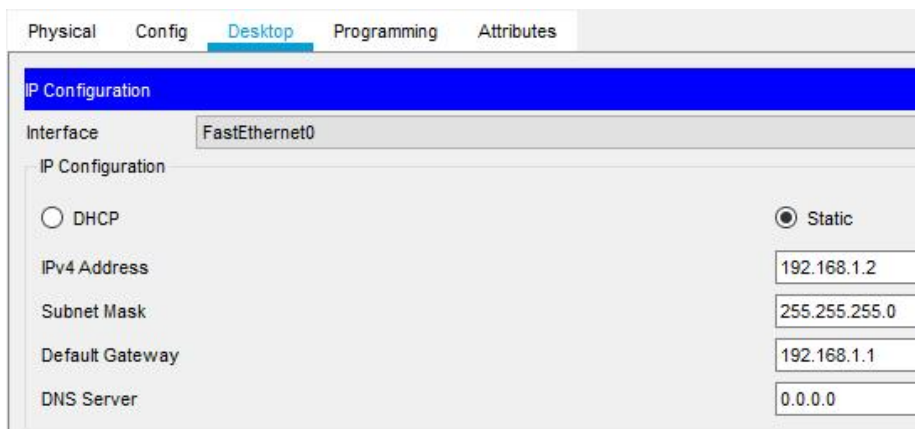 Physical Config Desktop Programming Attributes
IP Configuration
Interface FastEthernet0
IP Configuration
DHCP Static
IPv4 Address 192.168.1.2
Subnet Mask 255.255.255.0
Default Gateway 192.168.1.1
DNS Server 0.0.0.0